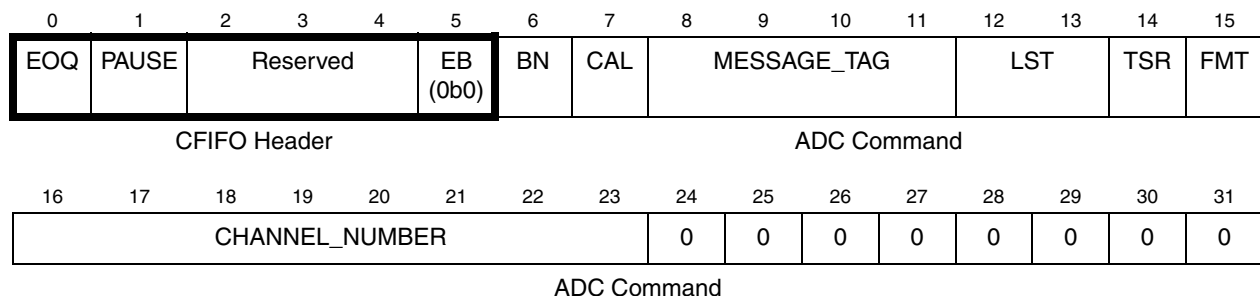 0 1 2 3 4 5 6 7 8 9 10 11 12 13 14 15
EOQ PAUSE Reserved EB BN CAL MESSAGE_TAG LST TSR FMT
(0b0)
CFIFO Header ADC Command
16 17 18 19 20 21 22 23 24 25 26 27 28 29 30 31
CHANNEL_NUMBER 0 0 0 0 0 0 0 0
ADC Command